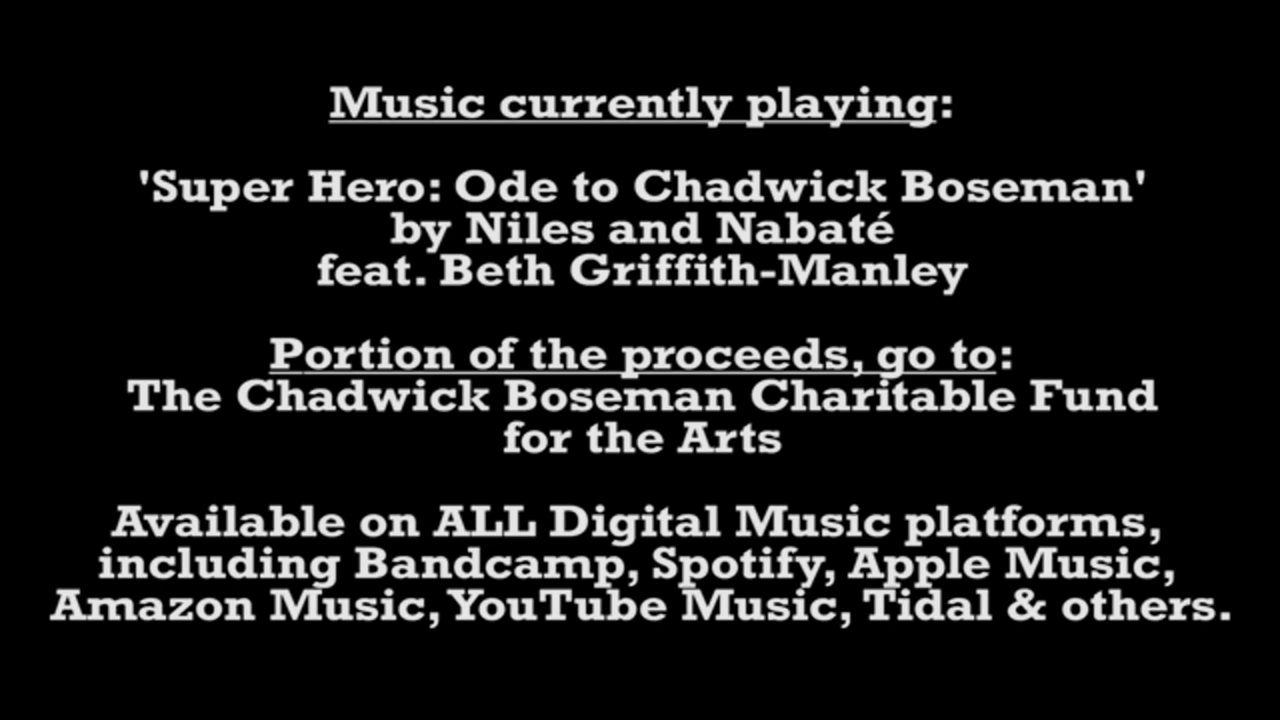 Music currently playing:
'Super Hero: Ode to Chadwick Boseman'
by Niles and Nabaté
feat. Beth Griffith-Manley
Portion of the proceeds, go to:
The Chadwick Boseman Charitable Fund
for the Arts
Available on ALL Digital Music platforms,
including Bandcamp, Spotify, Apple Music,
Amazon Music, YouTube Music, Tidal & others.